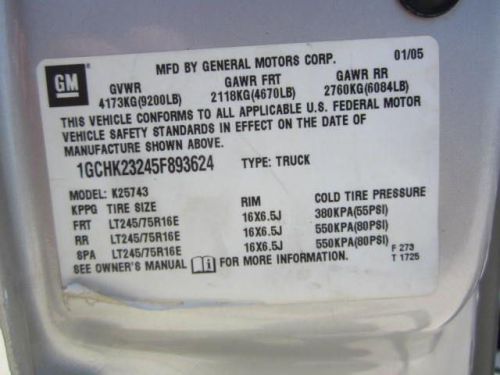 MFD BY GENERAL MOTORS CORP. 01/05
GM
GVWR GAWR FRT GAWR RR
4173KG(9200LB) 2118KG(4670LB) 2760KG(6084LB)
THIS VEHICLE CONFORMS TO ALL APPLICABLE U.S. FEDERAL MOTOR
VEHICLE SAFETY STANDARDS IN EFFECT ON THE DATE OF
MANUFACTURE SHOWN ABOVE.
1GCHK23245F893624 TYPE: TRUCK
MODEL: K25743
KPPG TIRE SIZE RIM COLD TIRE PRESSURE
FRT LT245/75R16E 16X6.5J 380KPA(55PSI)
RR LT245/75R16E 16X6.5J 550KPA(80PSI)
SPA LT245/75R16E 16X6.5J 550KPA(80PSI)
SEE OWNER'S MANUAL FOR MORE INFORMATION. F 273
T 1725